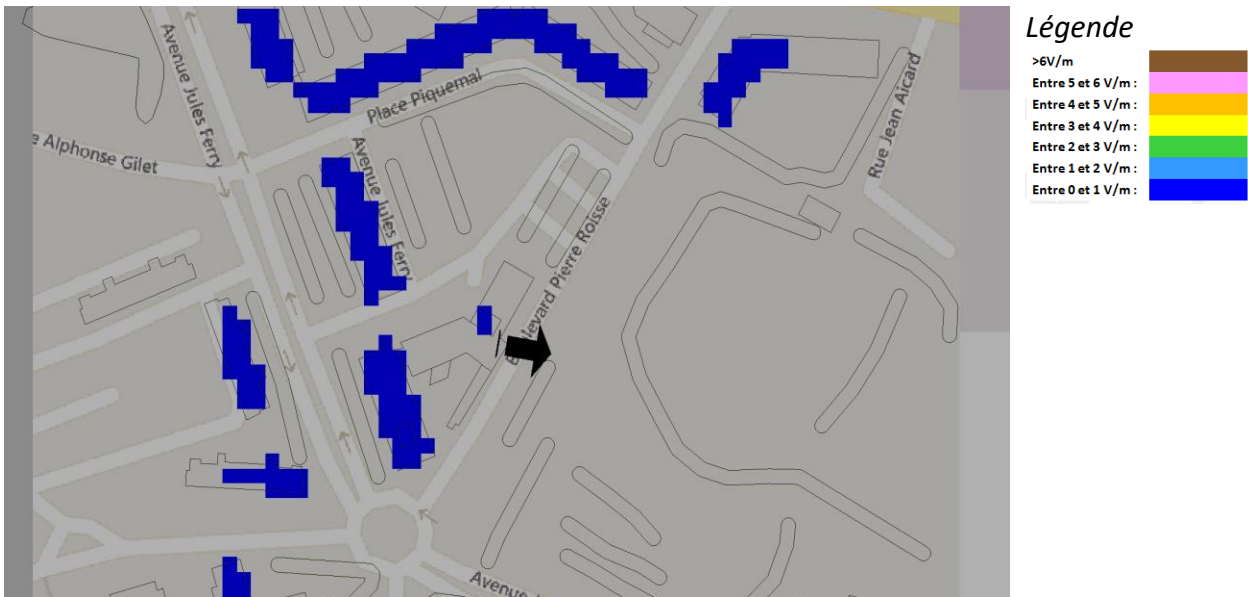 Légende
>6V/m
Entre 5 et 6 V/m :
Entre 4 et 5 V/m :
Entre 3 et 4 V/m :
Entre 2 et 3 V/m :
Entre 1 et 2 V/m :
Entre 0 et 1 V/m :
Avenue Jules Ferry
Place Piquemal
Rue Jean Aicard
e Alphonse Gilet
Avenue Jules Ferry
levard Pierre Roisse
Avenue